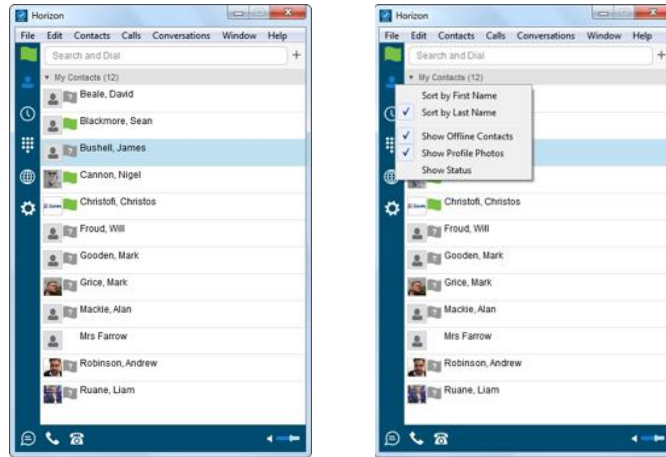 Horizon
File Edit Contacts Calls Conversations Window Help
Search and Dial
My Contacts (12)
Beale, David
Blackmore, Sean
Bushell, James
Cannon, Nigel
Christofi, Christos
Froud, Will
Gooden, Mark
Grice, Mark
Mackie, Alan
Mrs Farrow
Robinson, Andrew
Ruane, Liam
Horizon
File Edit Contacts Calls Conversations Window Help
Search and Dial
My Contacts (12)
Sort by First Name
Sort by Last Name
Show Offline Contacts
Show Profile Photos
Show Status
Christofi, Christos
Froud, Will
Gooden, Mark
Grice, Mark
Mackie, Alan
Mrs Farrow
Robinson, Andrew
Ruane, Liam